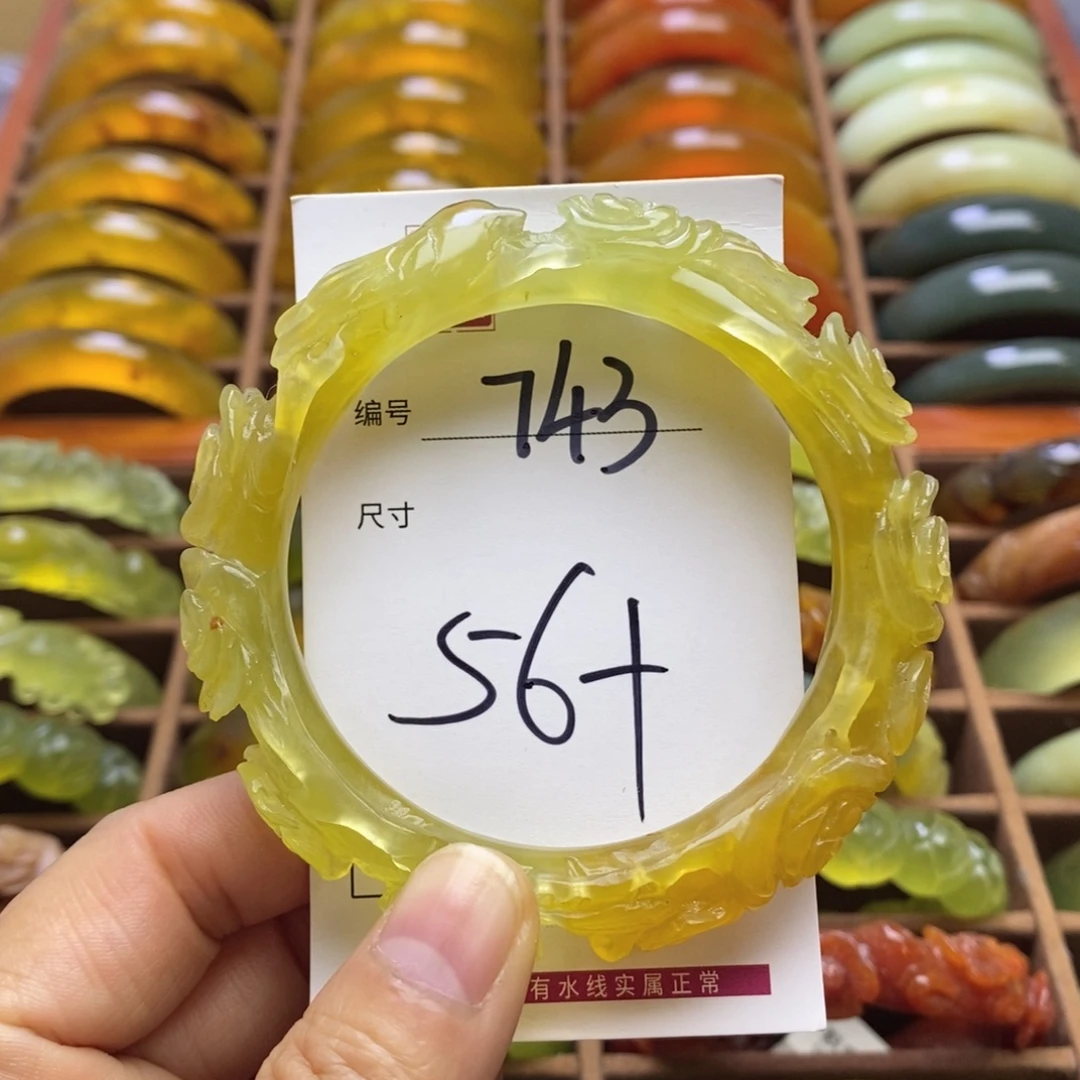 编号 743
尺寸
56+
有水线实属正常